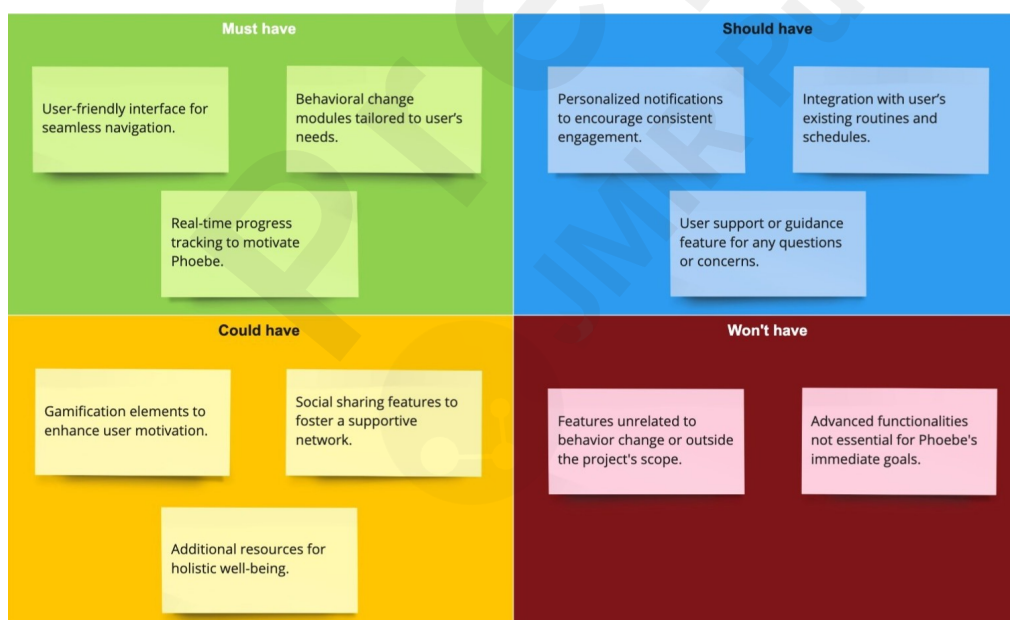 Must have
User-friendly interface for
seamless navigation.
Behavioral change
modules tailored to user's
needs.
Real-time progress
tracking to motivate
Phoebe.
Should have
Personalized notifications
to encourage consistent
engagement.
Integration with user's
existing routines and
schedules.
User support or guidance
feature for any questions
or concerns.
Could have
Gamification elements to
enhance user motivation.
Social sharing features to
foster a supportive
network.
Additional resources for
holistic well-being.
Won't have
Features unrelated to
behavior change or outside
the project's scope.
Advanced functionalities
not essential for Phoebe's
immediate goals.
JMIR